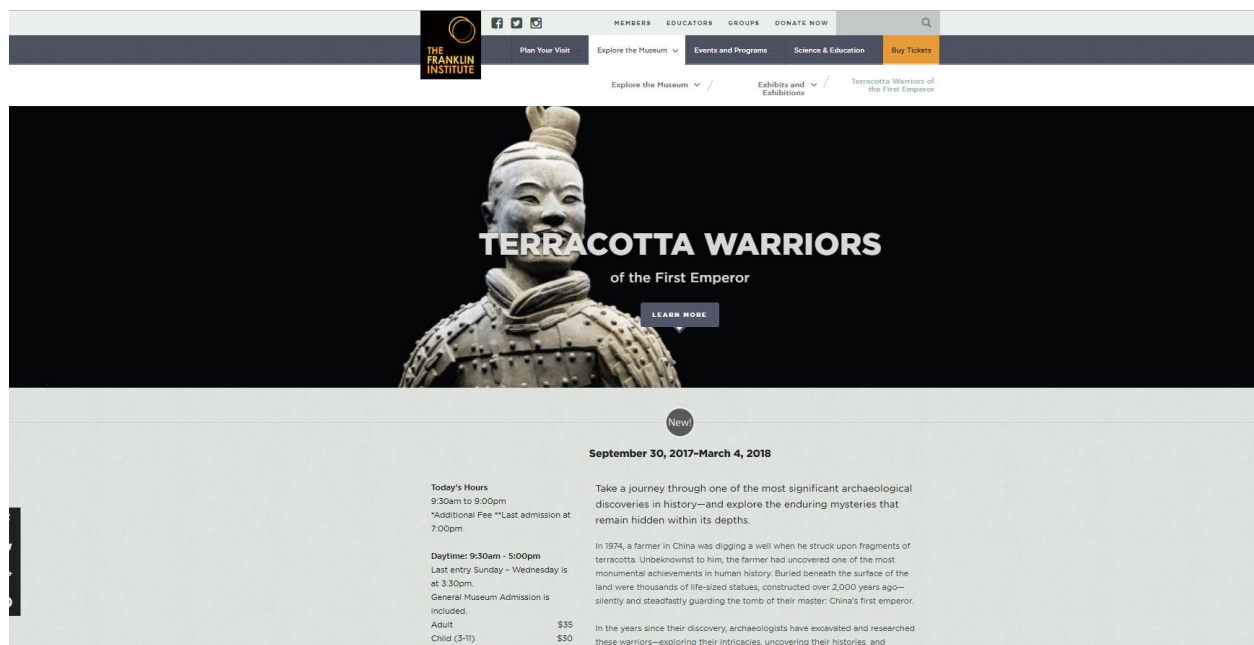 MEMBERS EDUCATORS GROUPS DONATE NOW
THE
FRANKLIN
INSTITUTE
Plan Your Visit Explore the Museum Events and Programs Science & Education Buy Tickets
Explore the Museum / Exhibits and
Exhibitions / Terracotta Warriors of
the First Emperor
TERRACOTTA WARRIORS
of the First Emperor
LEARN MORE
New!
September 30, 2017–March 4, 2018
Today's Hours
9:30am to 9:00pm
*Additional Fee **Last admission at
7:00pm
Daytime: 9:30am - 5:00pm
Last entry Sunday – Wednesday is
at 3:30pm.
General Museum Admission is
included.
Adult $35
Child (3-11) $30
Take a journey through one of the most significant archaeological
discoveries in history—and explore the enduring mysteries that
remain hidden within its depths.
In 1974, a farmer in China was digging a well when he struck upon fragments of
terracotta. Unbeknownst to him, the farmer had uncovered one of the most
monumental achievements in human history. Buried beneath the surface of the
land were thousands of life-sized statues, constructed over 2,000 years ago—
silently and steadfastly guarding the tomb of their master: China's first emperor.
In the years since their discovery, archaeologists have excavated and researched
these warriors—exploring their intricacies, uncovering their histories, and